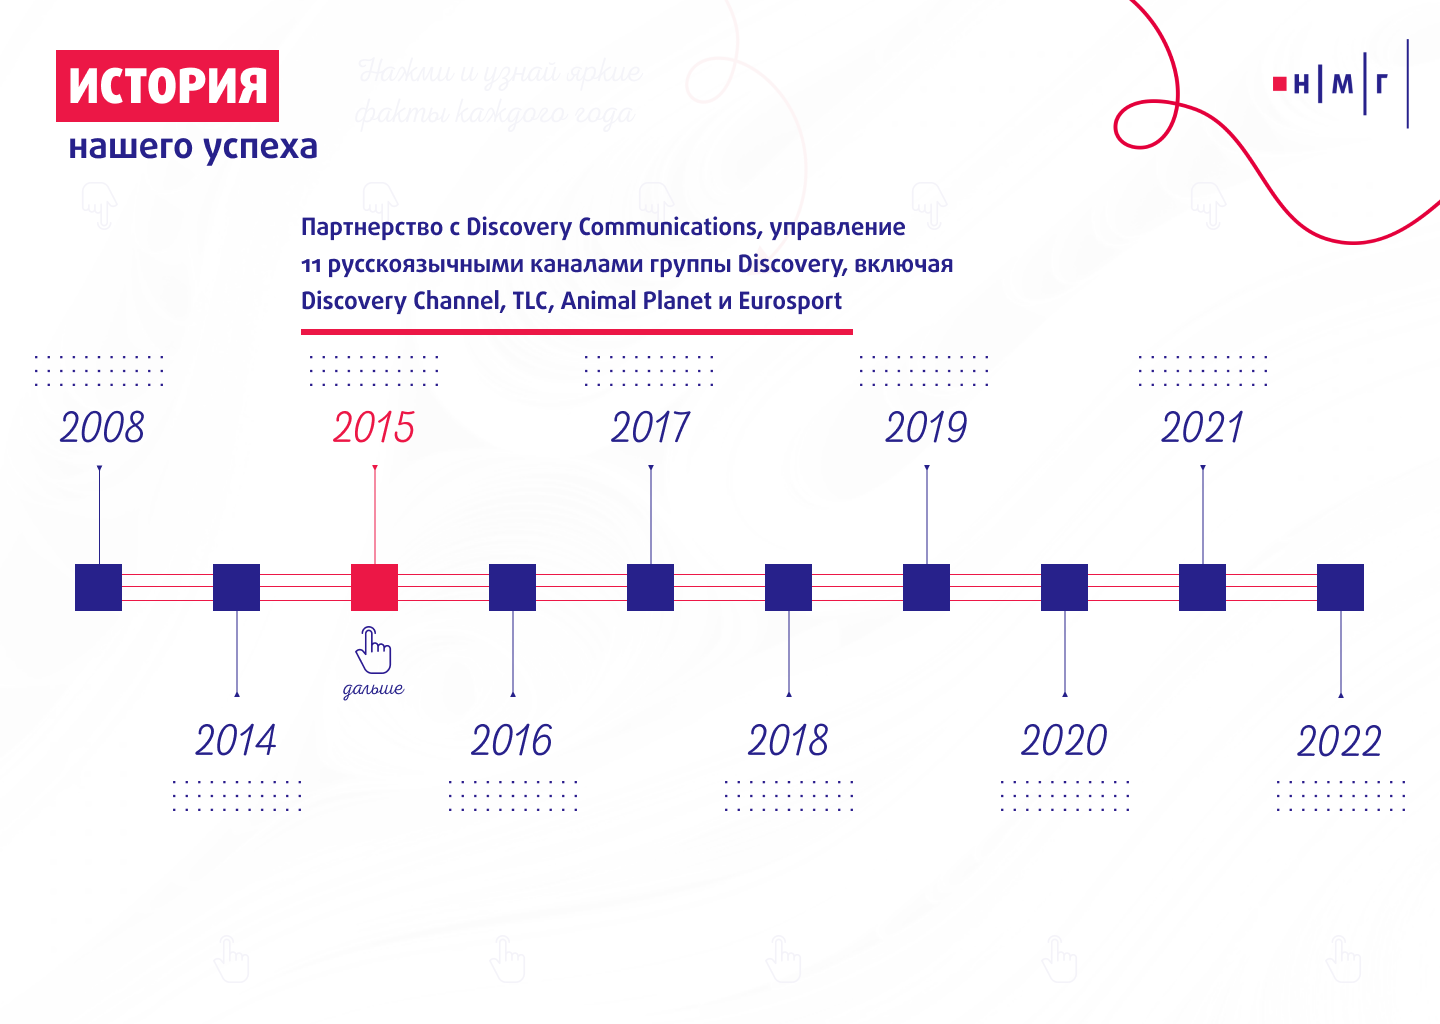 ИСТОРИЯ
нашего успеха
Нажми и узнай яркие
факты каждого года
Н М Г
Партнерство с Discovery Communications, управление
11 русскоязычными каналами группы Discovery, включая
Discovery Channel, TLC, Animal Planet и Eurosport
2008
2015
2017
2019
2021
дальше
2014
2016
2018
2020
2022